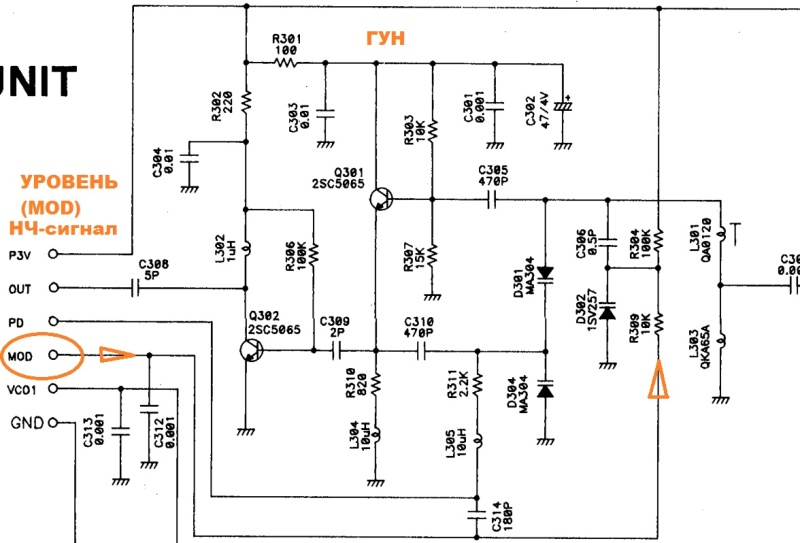 UNIT
ГУН
R301
100
R302
220
C303
0.01
R303
10K
C301
0.001
C302
47/4V
+
C304
0.01
Q301
2SC5065
C305
470P
УРОВЕНЬ
(MOD)
НЧ-сигнал
P3V
OUT
PD
MOD
VCO1
GND
C308
5P
L302
1uH
R306
100K
R307
15K
D301
MA304
C306
0.5P
R304
100K
L301
QA0120
D302
1SV257
R309
10K
L303
QKA65A
Q302
2SC5065
C309
2P
C310
470P
R310
820
R311
2.2K
D304
MA304
L304
10uH
L305
10uH
C313
0.001
C312
0.001
C314
180P